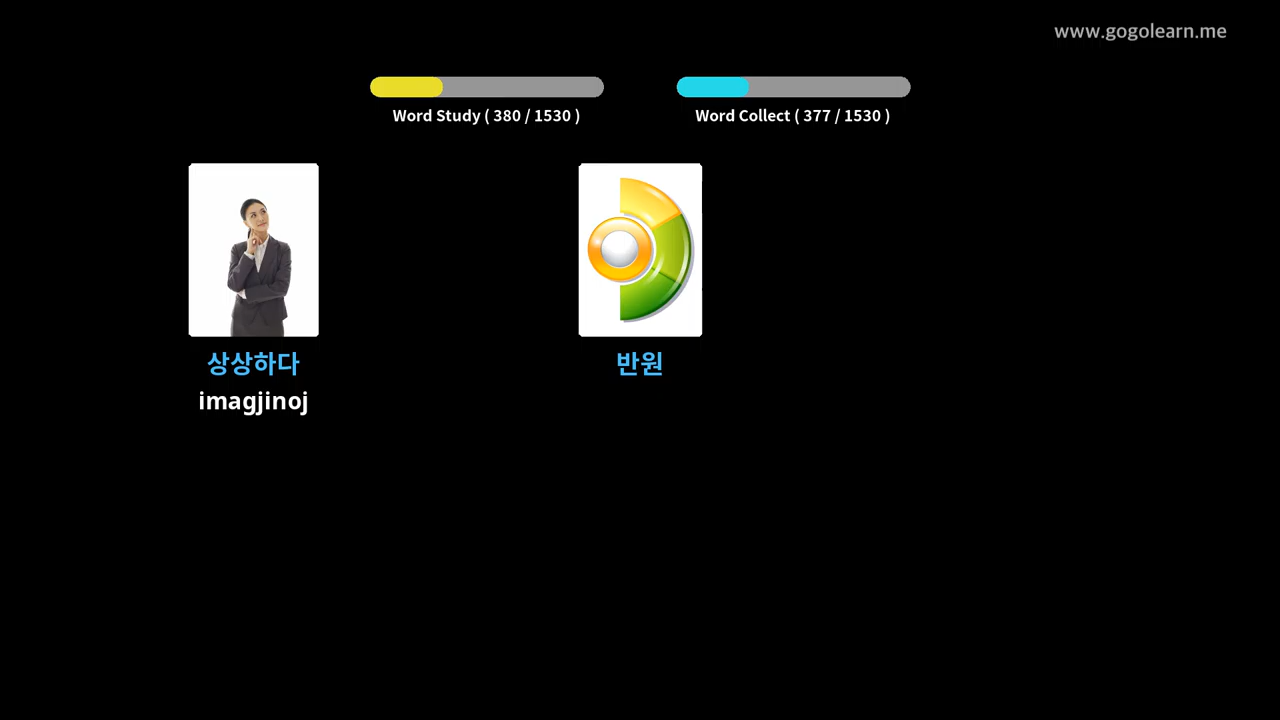 www.gogolearn.me
Word Study ( 380 / 1530 )
Word Collect ( 377 / 1530 )
상상하다
imagjinoj
반원